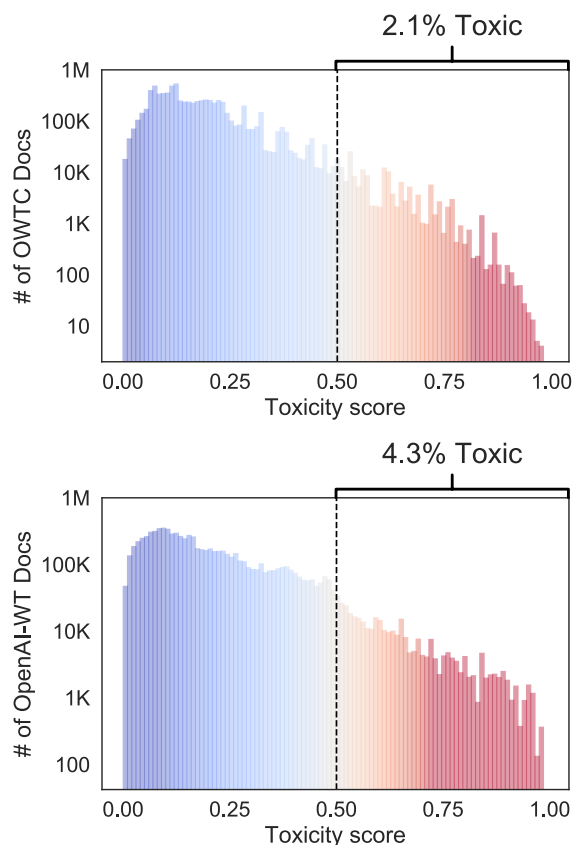 2.1% Toxic
1M
100K
10K
1K
100
10
# of OWTC Docs
0.00 0.25 0.50 0.75 1.00
Toxicity score
4.3% Toxic
1M
100K
10K
1K
100
# of OpenAI-WT Docs
0.00 0.25 0.50 0.75 1.00
Toxicity score